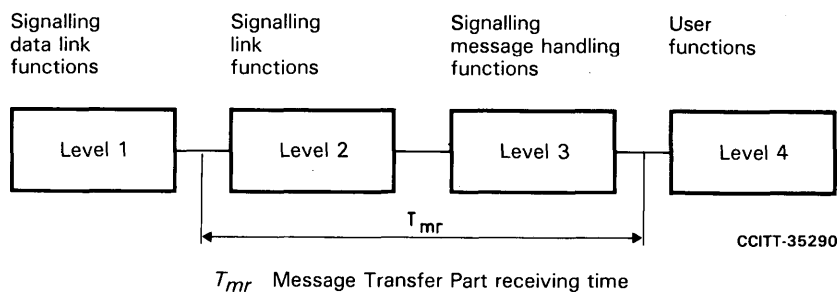 Signalling
data link
functions
Signalling
link
functions
Signalling
message handling
functions
User
functions
Level 1
Level 2
Level 3
Level 4
Tmr
CCITT-35290
Tmr Message Transfer Part receiving time